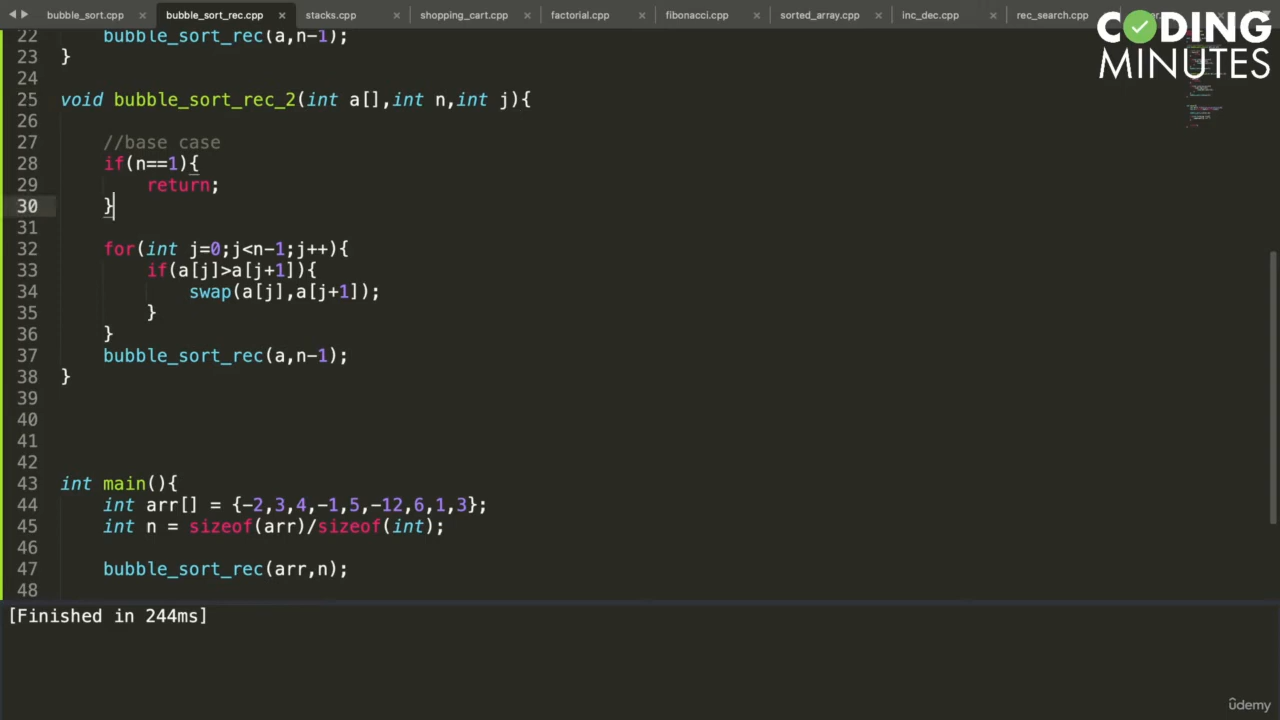 bubble_sort.cpp × bubble_sort_rec.cpp × stacks.cpp × shopping_cart.cpp × factorial.cpp × fibonacci.cpp × sorted_array.cpp × inc_dec.cpp × rec_search.cpp
CODING
MINUTES
22 bubble_sort_rec(a,n-1);
23 }
24
25 void bubble_sort_rec_2(int a[],int n,int j){
26
27 //base case
28 if(n==1){
29 return;
30 }
31
32 for(int j=0;j<n-1;j++){
33 if(a[j]>a[j+1]){
34 swap(a[j],a[j+1]);
35 }
36 }
37 bubble_sort_rec(a,n-1);
38 }
39
40
41
42
43 int main(){
44 int arr[] = {-2,3,4,-1,5,-12,6,1,3};
45 int n = sizeof(arr)/sizeof(int);
46
47 bubble_sort_rec(arr,n);
48
[Finished in 244ms]
ûdemy